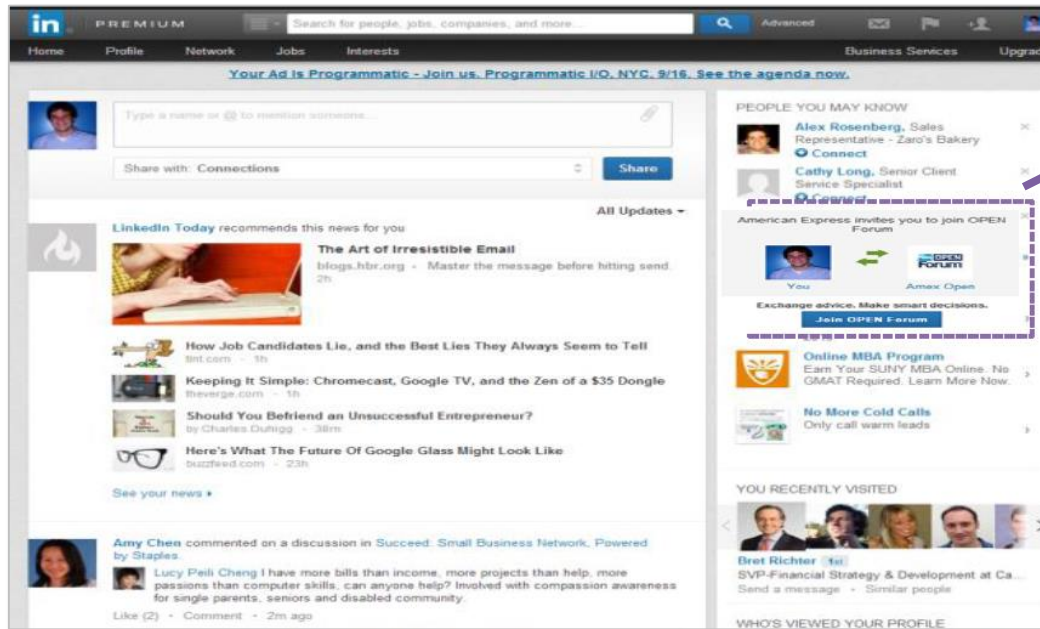 in PREMIUM
Search for people, jobs, companies, and more...
Advanced
Home Profile Network Jobs Interests
Business Services Upgrad
Your Ad Is Programmatic - Join us. Programmatic I/O, NYC, 9/16. See the agenda now.
Type a name or @ to mention someone...
Share with: Connections
Share
All Updates
LinkedIn Today recommends this news for you
The Art of Irresistible Email
blogs.hbr.org - Master the message before hitting send.
2h
How Job Candidates Lie, and the Best Lies They Always Seem to Tell
1h
Keeping It Simple: Chromecast, Google TV, and the Zen of a $35 Dongle
theverge.com - 1h
Should You Befriend an Unsuccessful Entrepreneur?
by Charles Duhigg - 38m
Here's What The Future Of Google Glass Might Look Like
buzzfeed.com - 23h
See your news
Amy Chen commented on a discussion in Succeed: Small Business Network, Powered
by Staples.
Lucy Peili Cheng I have more bills than income, more projects than help, more
passions than computer skills, can anyone help? Involved with compassion awareness
for single parents, seniors and disabled community.
Like (2) - Comment - 2m ago
PEOPLE YOU MAY KNOW
Alex Rosenberg, Sales
Representative - Zaro's Bakery
Connect
Cathy Long, Senior Client
Service Specialist
Connect
American Express invites you to join OPEN
Forum
OPEN
Forum
You Amex Open
Exchange advice. Make smart decisions.
Join OPEN Forum
Online MBA Program
Earn Your SUNY MBA Online. No
GMAT Required. Learn More Now.
No More Cold Calls
Only call warm leads
YOU RECENTLY VISITED
Bret Richter 1st
SVP-Financial Strategy & Development at Ca...
Send a message - Similar people
WHO'S VIEWED YOUR PROFILE